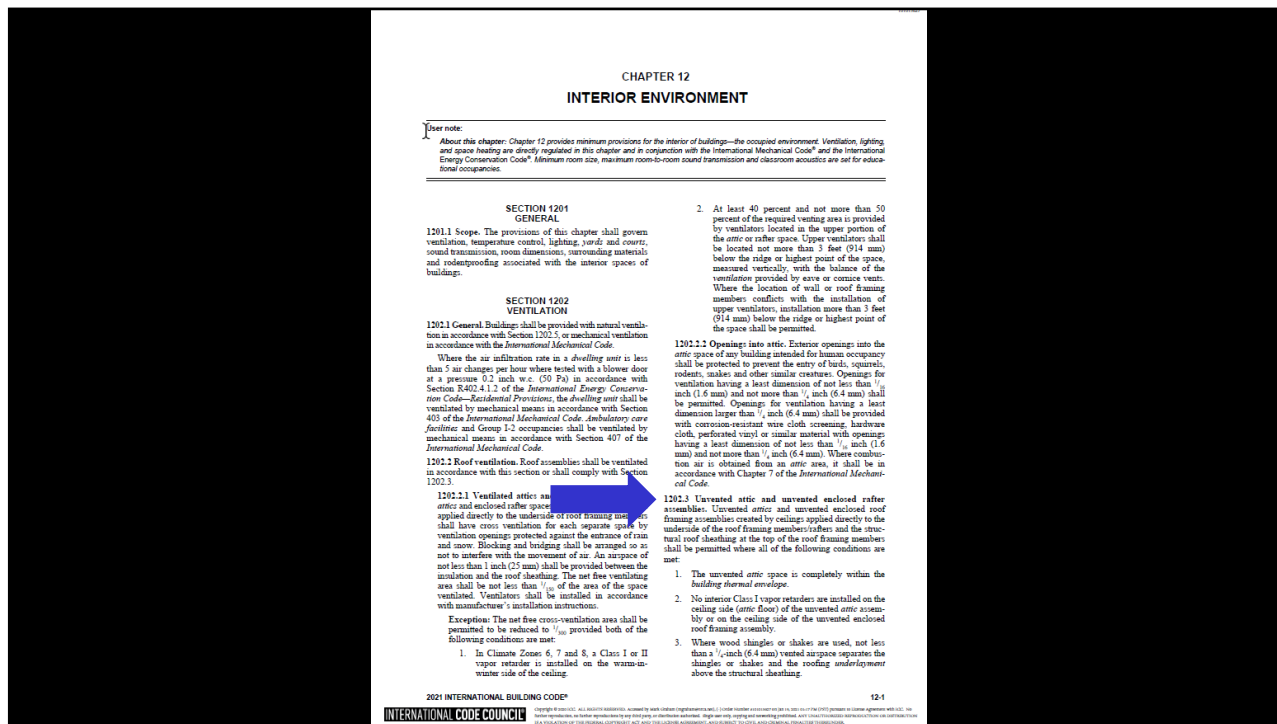 CHAPTER 12
INTERIOR ENVIRONMENT
User note:
About this chapter: Chapter 12 provides minimum provisions for the interior of buildings—the occupied environment. Ventilation, lighting,
and space heating are directly regulated in this chapter and in conjunction with the International Mechanical Code® and the International
Energy Conservation Code®. Minimum room size, maximum room-to-room sound transmission and classroom acoustics are set for educa-
tional occupancies.
SECTION 1201
GENERAL
1201.1 Scope. The provisions of this chapter shall govern
ventilation, temperature control, lighting, yards and courts,
sound transmission, room dimensions, surrounding materials
and rodentproofing associated with the interior spaces of
buildings.
SECTION 1202
VENTILATION
1202.1 General. Buildings shall be provided with natural ventila-
tion in accordance with Section 1202.5, or mechanical ventilation
in accordance with the International Mechanical Code.
Where the air infiltration rate in a dwelling unit is less
than 5 air changes per hour where tested with a blower door
at a pressure 0.2 inch w.c. (50 Pa) in accordance with
Section R402.4.1.2 of the International Energy Conserva-
tion Code—Residential Provisions, the dwelling unit shall be
ventilated by mechanical means in accordance with Section
403 of the International Mechanical Code. Ambulatory care
facilities and Group I-2 occupancies shall be ventilated by
mechanical means in accordance with Section 407 of the
International Mechanical Code.
1202.2 Roof ventilation. Roof assemblies shall be ventilated
in accordance with this section or shall comply with Section
1202.3.
1202.2.1 Ventilated attics and
attics and enclosed rafter spaces
applied directly to the underside of roof framing members
shall have cross ventilation for each separate space by
ventilation openings protected against the entrance of rain
and snow. Blocking and bridging shall be arranged so as
not to interfere with the movement of air. An airspace of
not less than 1 inch (25 mm) shall be provided between the
insulation and the roof sheathing. The net free ventilating
area shall be not less than 1/150 of the area of the space
ventilated. Ventilators shall be installed in accordance
with manufacturer's installation instructions.
Exception: The net free cross-ventilation area shall be
permitted to be reduced to 1/300 provided both of the
following conditions are met:
1. In Climate Zones 6, 7 and 8, a Class I or II
vapor retarder is installed on the warm-in-
winter side of the ceiling.
2. At least 40 percent and not more than 50
percent of the required venting area is provided
by ventilators located in the upper portion of
the attic or rafter space. Upper ventilators shall
be located not more than 3 feet (914 mm)
below the ridge or highest point of the space,
measured vertically, with the balance of the
ventilation provided by eave or cornice vents.
Where the location of wall or roof framing
members conflicts with the installation of
upper ventilators, installation more than 3 feet
(914 mm) below the ridge or highest point of
the space shall be permitted.
1202.2.2 Openings into attic. Exterior openings into the
attic space of any building intended for human occupancy
shall be protected to prevent the entry of birds, squirrels,
rodents, snakes and other similar creatures. Openings for
ventilation having a least dimension of not less than 1/16
inch (1.6 mm) and not more than 1/4 inch (6.4 mm) shall
be permitted. Openings for ventilation having a least
dimension larger than 1/4 inch (6.4 mm) shall be provided
with corrosion-resistant wire cloth screening, hardware
cloth, perforated vinyl or similar material with openings
having a least dimension of not less than 1/16 inch (1.6
mm) and not more than 1/4 inch (6.4 mm). Where combus-
tion air is obtained from an attic area, it shall be in
accordance with Chapter 7 of the International Mechani-
cal Code.
1202.3 Unvented attic and unvented enclosed rafter
assemblies. Unvented attics and unvented enclosed roof
framing assemblies created by ceilings applied directly to the
underside of the roof framing members/rafters and the struc-
tural roof sheathing at the top of the roof framing members
shall be permitted where all of the following conditions are
met:
1. The unvented attic space is completely within the
building thermal envelope.
2. No interior Class I vapor retarders are installed on the
ceiling side (attic floor) of the unvented attic assem-
bly or on the ceiling side of the unvented enclosed
roof framing assembly.
3. Where wood shingles or shakes are used, not less
than a 1/4-inch (6.4 mm) vented airspace separates the
shingles or shakes and the roofing underlayment
above the structural sheathing.
2021 INTERNATIONAL BUILDING CODE®
12-1
INTERNATIONAL CODE COUNCIL